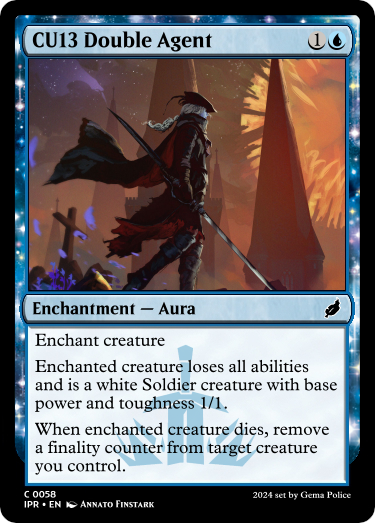 CU13 Double Agent
1
Enchantment — Aura
Enchant creature
Enchanted creature loses all abilities
and is a white Soldier creature with base
power and toughness 1/1.
When enchanted creature dies, remove
a finality counter from target creature
you control.
C 0058
IPR • EN Annato Finstark
2024 set by Gema Police